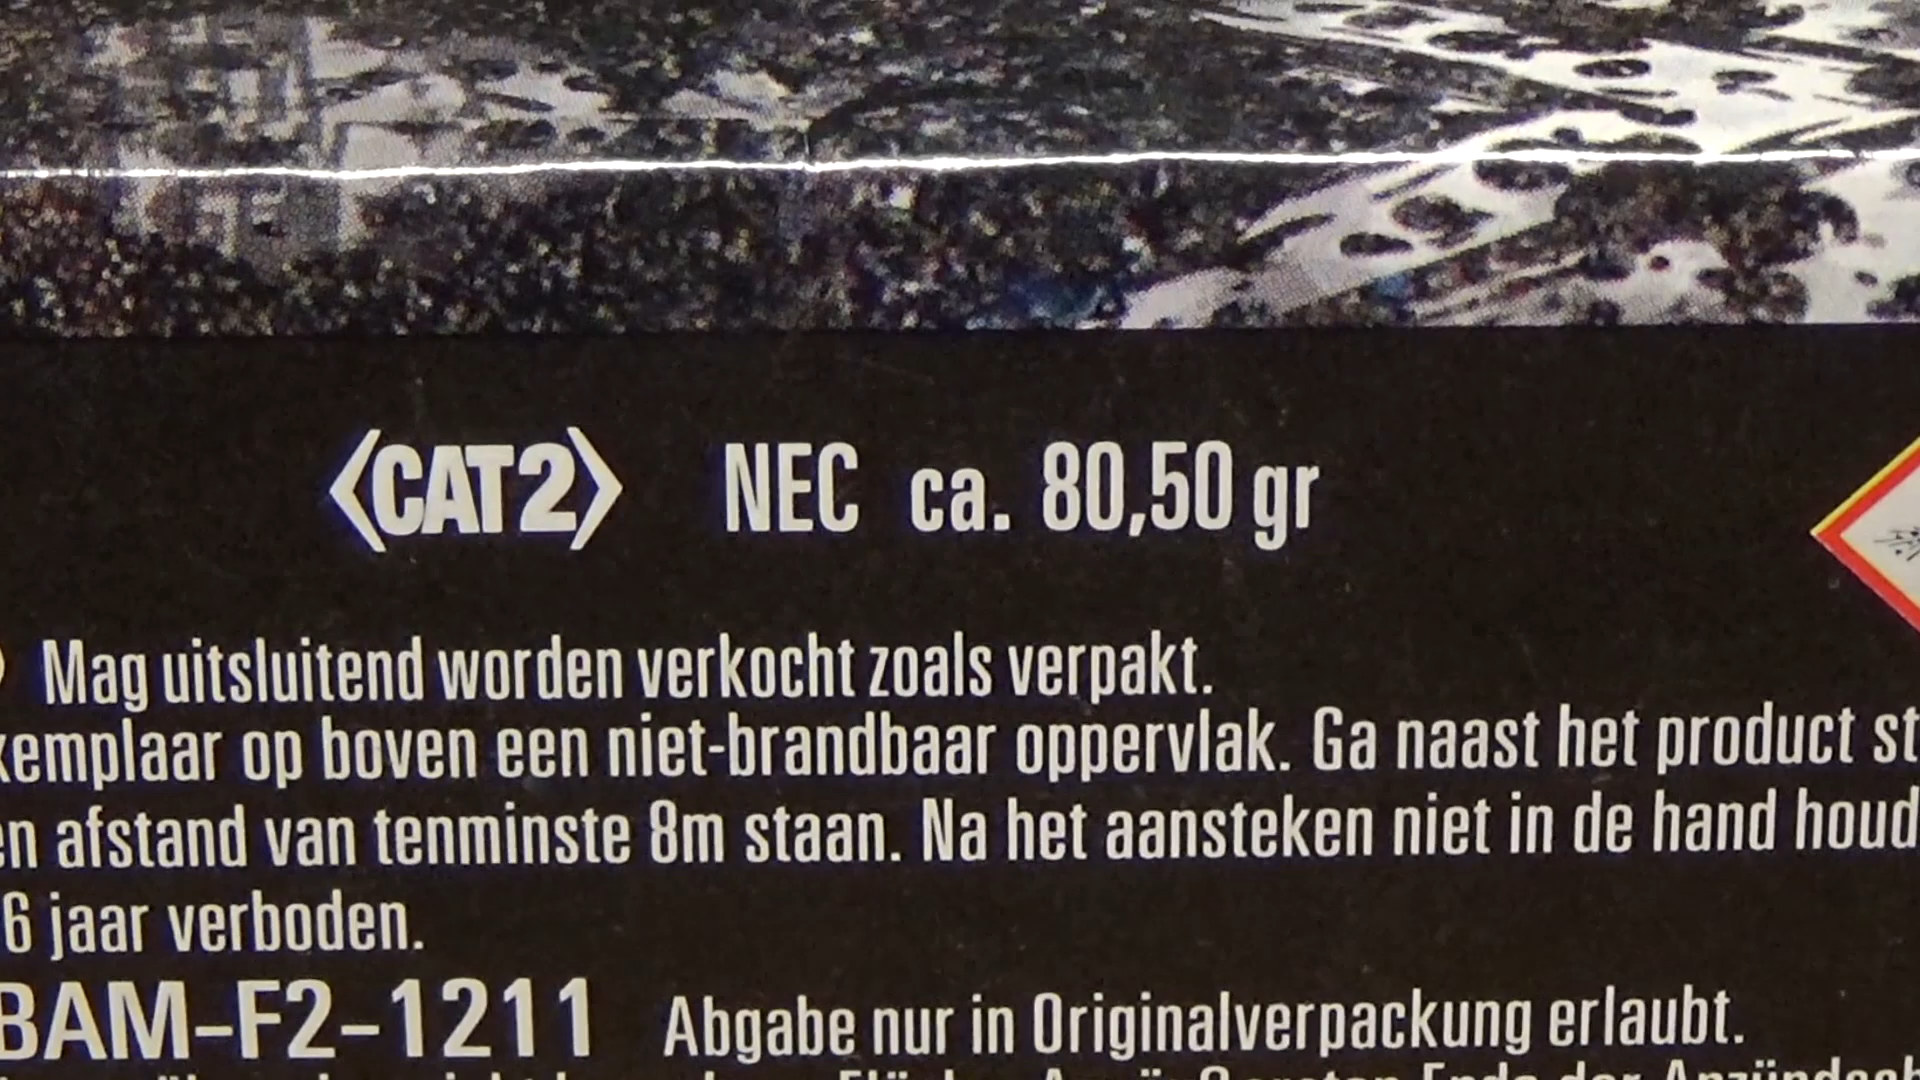 ⟨CAT2⟩ NEC ca. 80,50 gr
Mag uitsluitend worden verkocht zoals verpakt.
xemplaar op boven een niet-brandbaar oppervlak. Ga naast het product st
en afstand van tenminste 8m staan. Na het aansteken niet in de hand houd
6 jaar verboden.
BAM-F2-1211 Abgabe nur in Originalverpackung erlaubt.
Ende der